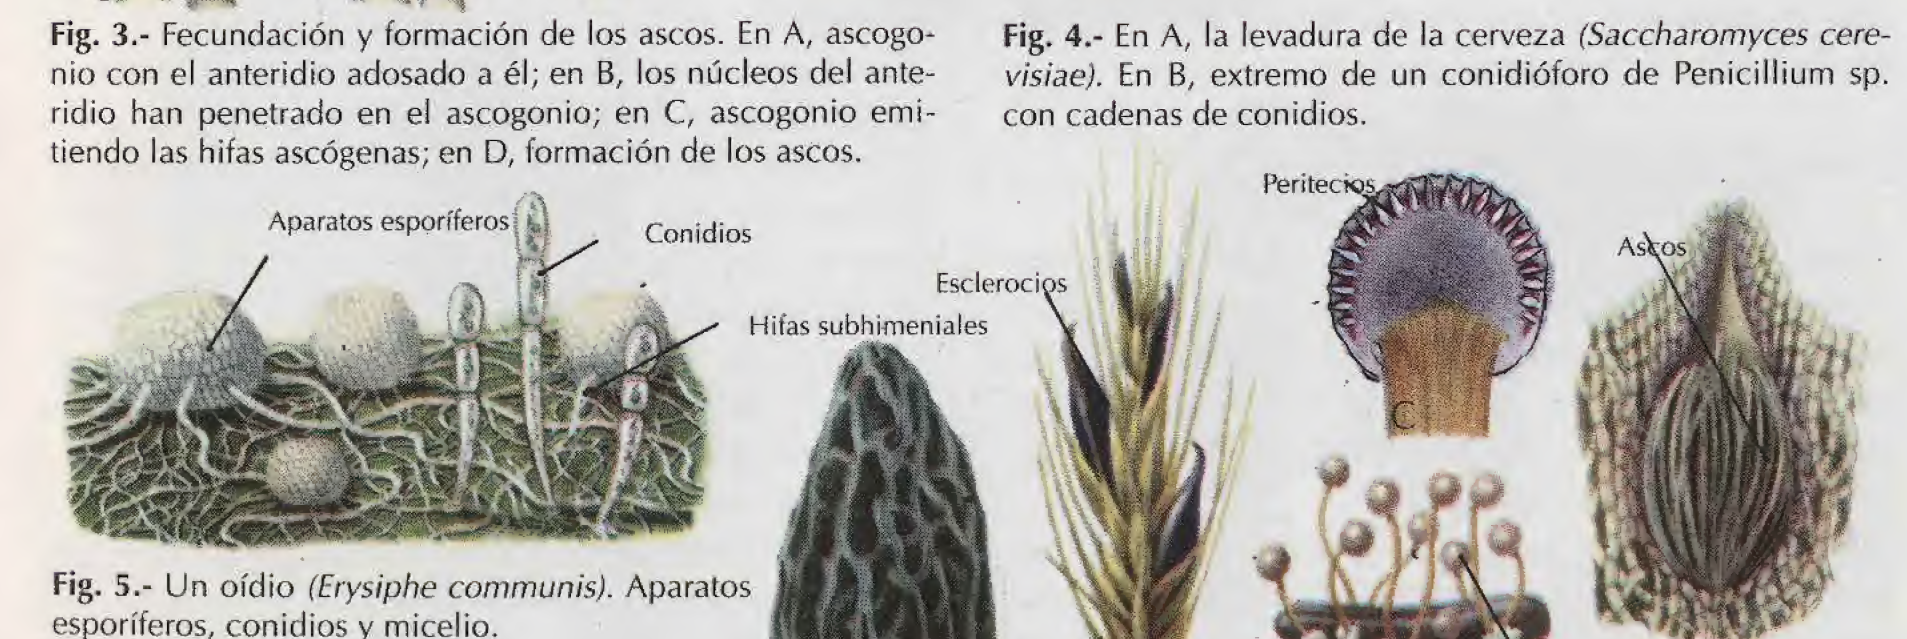 Fig. 3.- Fecundación y formación de los ascos. En A, ascogo-
nio con el anteridio adosado a él; en B, los núcleos del ante-
ridio han penetrado en el ascogonio; en C, ascogonio emi-
tiendo las hifas ascógenas; en D, formación de los ascos.
Fig. 4.- En A, la levadura de la cerveza (Saccharomyces cere-
visiae). En B, extremo de un conidióforo de Penicillium sp.
con cadenas de conidios.
Aparatos esporíferos
Conidios
Hifas subhimeniales
Esclerocios
Peritecios
C
Ascos
Fig. 5.- Un oídio (Erysiphe communis). Aparatos
esporíferos, conidios y micelio.